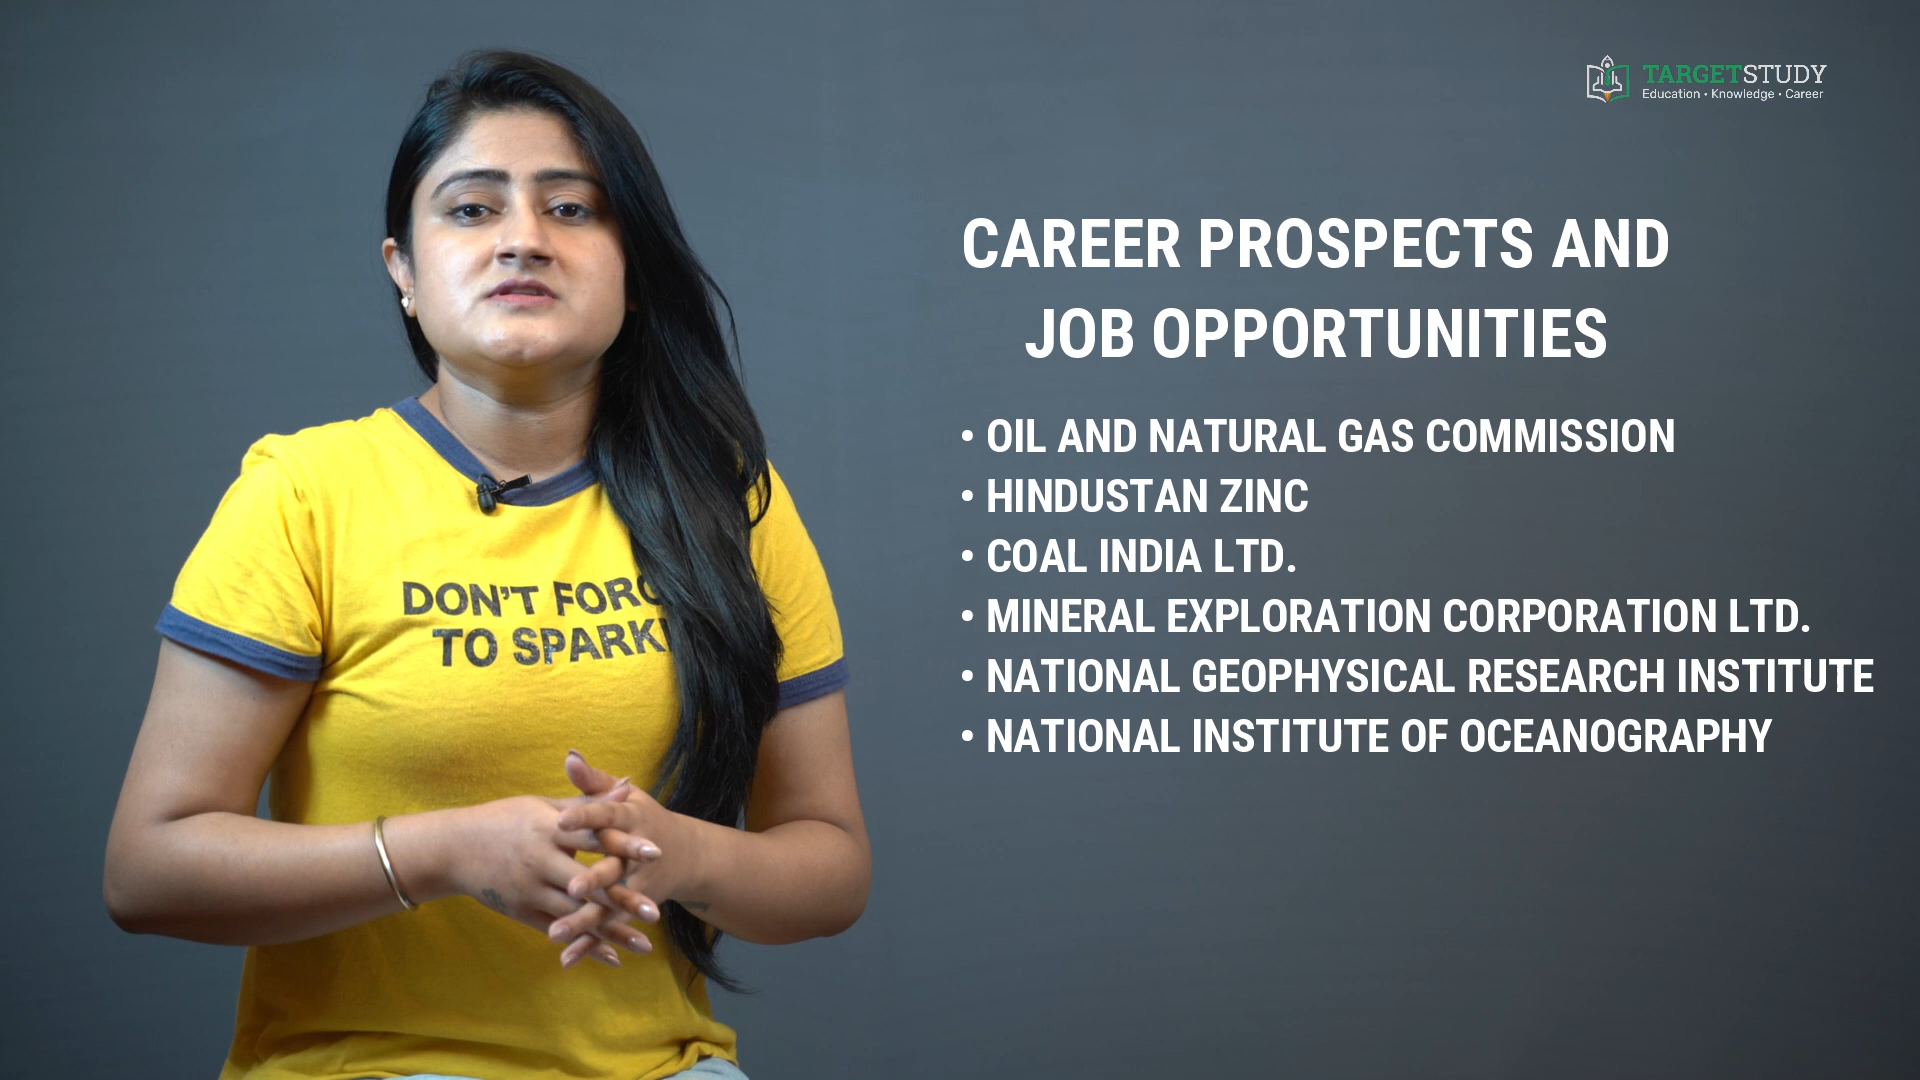 TARGETSTUDY
Education • Knowledge • Career
CAREER PROSPECTS AND
JOB OPPORTUNITIES
• OIL AND NATURAL GAS COMMISSION
• HINDUSTAN ZINC
• COAL INDIA LTD.
• MINERAL EXPLORATION CORPORATION LTD.
• NATIONAL GEOPHYSICAL RESEARCH INSTITUTE
• NATIONAL INSTITUTE OF OCEANOGRAPHY
DON'T
TO